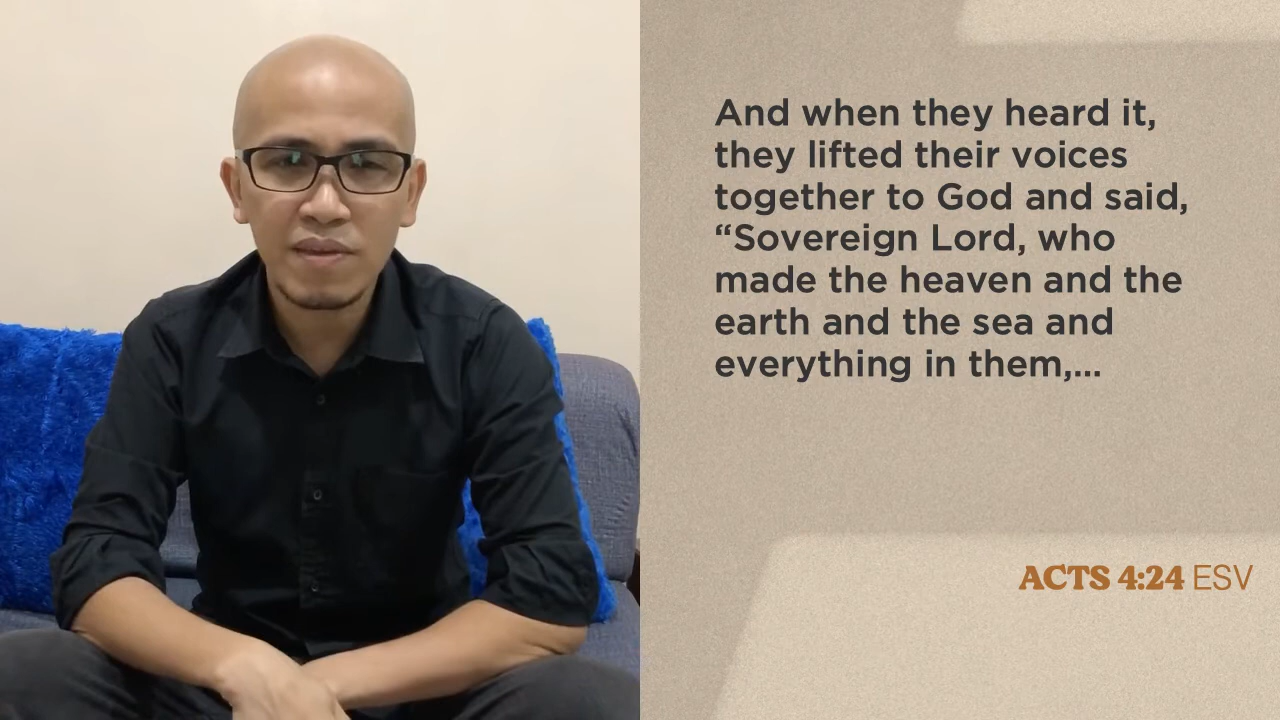 And when they heard it,
they lifted their voices
together to God and said,
“Sovereign Lord, who
made the heaven and the
earth and the sea and
everything in them,...
ACTS 4:24 ESV